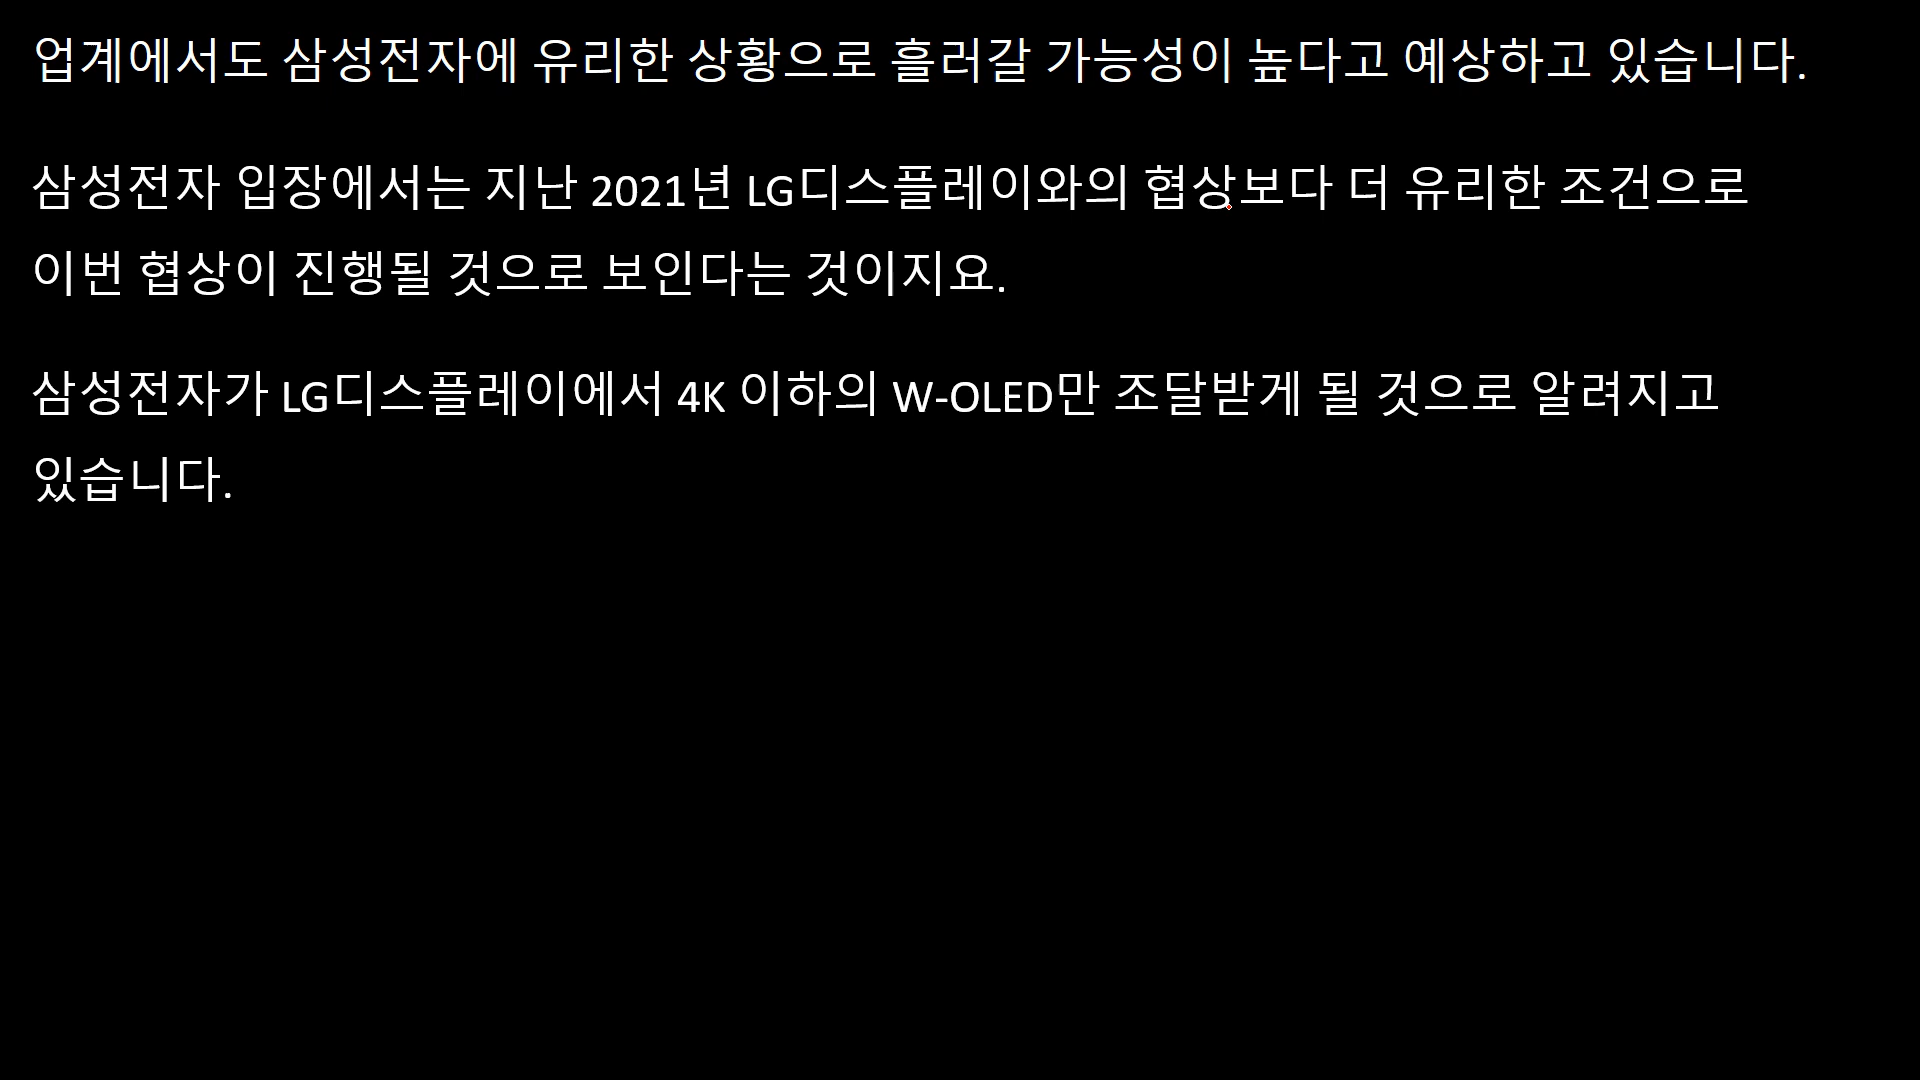 업계에서도 삼성전자에 유리한 상황으로 흘러갈 가능성이 높다고 예상하고 있습니다.
삼성전자 입장에서는 지난 2021년 LG디스플레이와의 협상보다 더 유리한 조건으로
이번 협상이 진행될 것으로 보인다는 것이지요.
삼성전자가 LG디스플레이에서 4K 이하의 W-OLED만 조달받게 될 것으로 알려지고
있습니다.